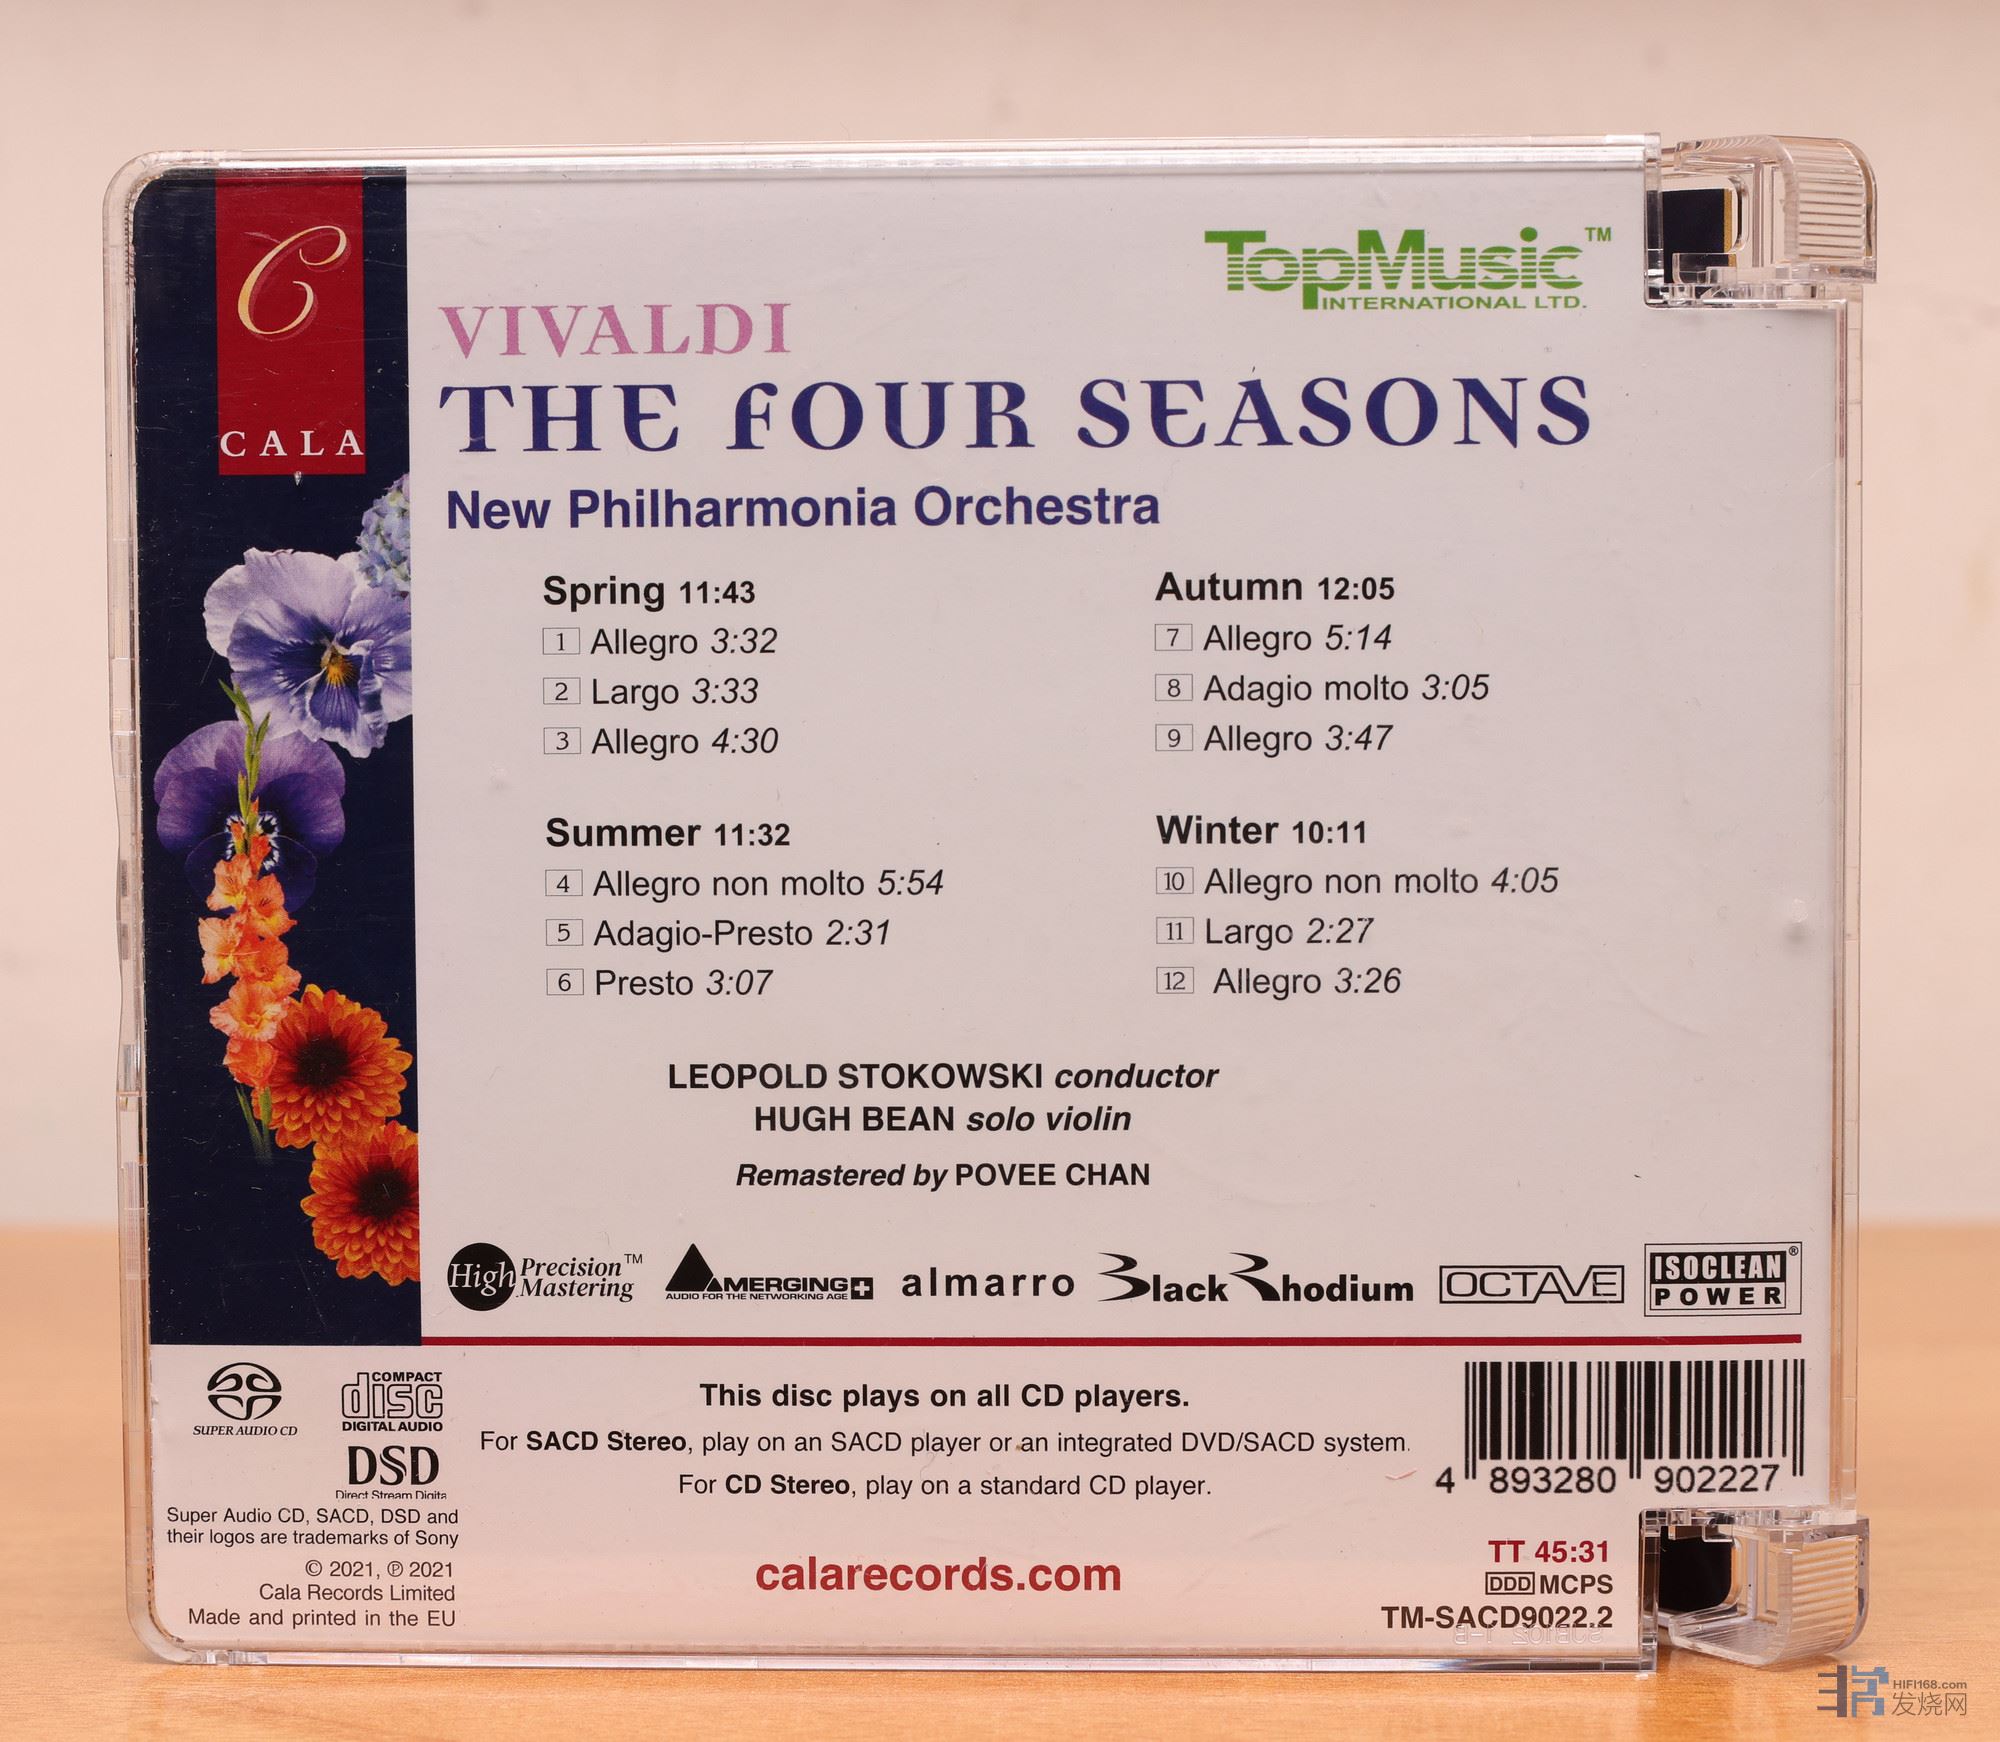 C
CALA
TopMusic™
INTERNATIONAL LTD.
VIVALDI
THE FOUR SEASONS
New Philharmonia Orchestra
Spring 11:43
1 Allegro 3:32
2 Largo 3:33
3 Allegro 4:30
Summer 11:32
4 Allegro non molto 5:54
5 Adagio-Presto 2:31
6 Presto 3:07
Autumn 12:05
7 Allegro 5:14
8 Adagio molto 3:05
9 Allegro 3:47
Winter 10:11
10 Allegro non molto 4:05
11 Largo 2:27
12 Allegro 3:26
LEOPOLD STOKOWSKI conductor
HUGH BEAN solo violin
Remastered by POVEE CHAN
High Precision Mastering™
MERGING
AUDIO FOR THE NETWORKING AGE
almarro
Black Rhodium
OCTAVE
ISOCLEAN®
POWER
SUPER AUDIO CD
COMPACT
disc
DIGITAL AUDIO
DSD
Direct Stream Digita
Super Audio CD, SACD, DSD and
their logos are trademarks of Sony
© 2021, ℗ 2021
Cala Records Limited
Made and printed in the EU
This disc plays on all CD players.
For SACD Stereo, play on an SACD player or an integrated DVD/SACD system.
For CD Stereo, play on a standard CD player.
calarecords.com
4 893280 902227
TT 45:31
DDD MCPS
TM-SACD9022.2
HIFI168.com
发烧网